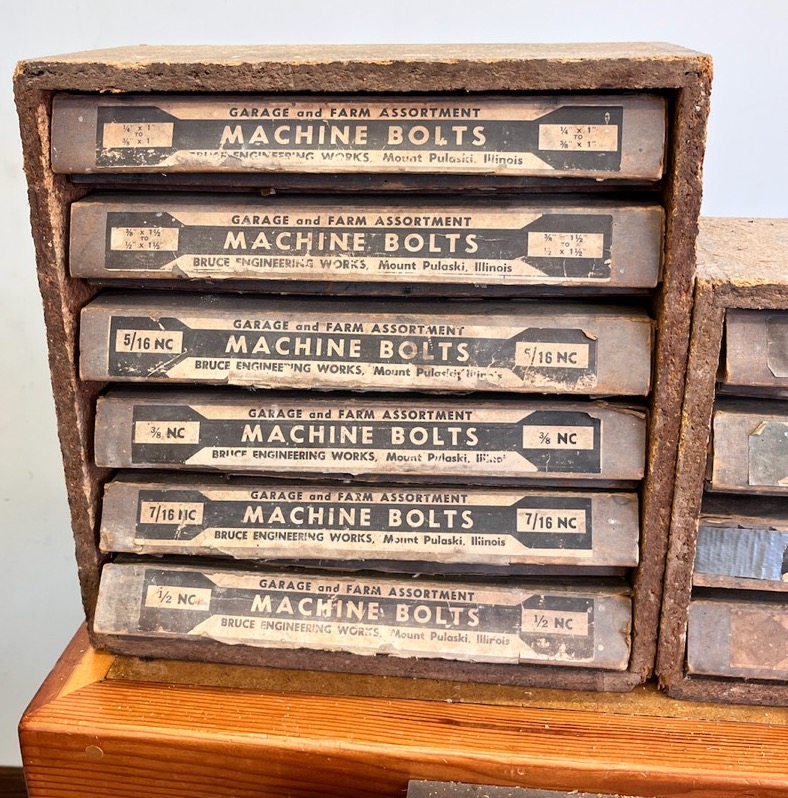 GARAGE and FARM ASSORTMENT
¼ x 1 TO ⅜ x 1 MACHINE BOLTS ¼" x 1" TO ⅜" x 1"
BRUCE ENGINEERING WORKS, Mount Pulaski, Illinois
GARAGE and FARM ASSORTMENT
⅜" x 1½ TO ½" x 1½" MACHINE BOLTS ⅜" 1½" TO ½ x 1½"
BRUCE ENGINEERING WORKS, Mount Pulaski, Illinois
GARAGE and FARM ASSORTMENT
5/16 NC MACHINE BOLTS 5/16 NC
BRUCE ENGINEERING WORKS, Mount Pulaski, Illinois
GARAGE and FARM ASSORTMENT
⅜ NC MACHINE BOLTS ⅜ NC
BRUCE ENGINEERING WORKS, Mount Pulaski,
GARAGE and FARM ASSORTMENT
7/16 NC MACHINE BOLTS 7/16 NC
BRUCE ENGINEERING WORKS, Mount Pulaski, Illinois
GARAGE and FARM ASSORTMENT
1/2 NC MACHINE BOLTS 1/2 NC
BRUCE ENGINEERING WORKS, Mount Pulaski, Illinois